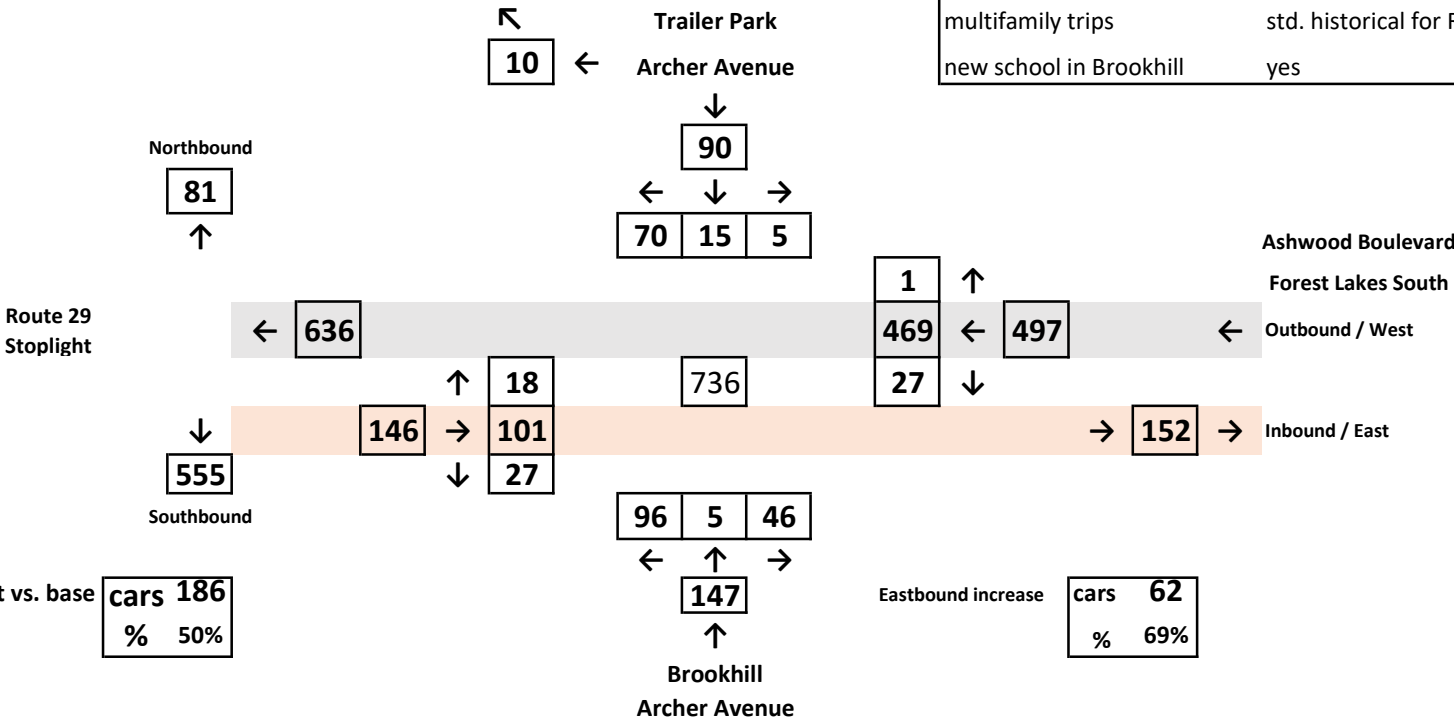 ↖ Trailer Park multifamily trips std. historical for F
10 ← Archer Avenue new school in Brookhill yes
↓
90
Northbound
81 ← ↓ →
↑ 70 15 5 Ashwood Boulevard
1 ↑ Forest Lakes South
Route 29
Stoplight
← 636 469 ← 497 ← Outbound / West
↑ 18 736 27 ↓
↓ 146 → 101 → 152 → Inbound / East
555 ↓ 27
Southbound 96 5 46
← ↑ →
t vs. base cars 186 147 Eastbound increase cars 62
% 50% ↑ % 69%
Brookhill
Archer Avenue